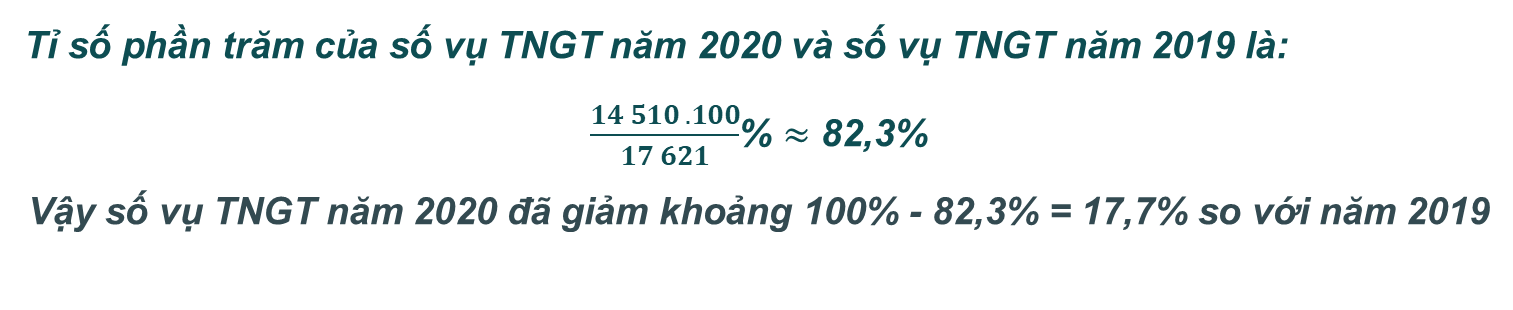 Tỉ số phần trăm của số vụ TNGT năm 2020 và số vụ TNGT năm 2019 là:
14 510 .100
% ≈ 82,3%
17 621
Vậy số vụ TNGT năm 2020 đã giảm khoảng 100% - 82,3% = 17,7% so với năm 2019